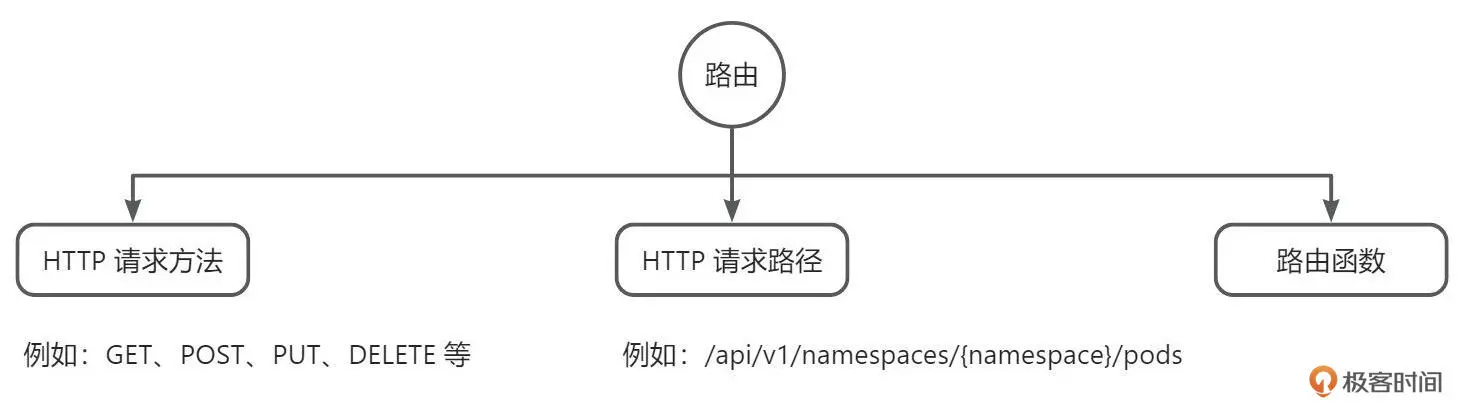 路由
HTTP 请求方法
HTTP 请求路径
路由函数
例如：GET、POST、PUT、DELETE 等
例如：/api/v1/namespaces/{namespace}/pods
极客时间